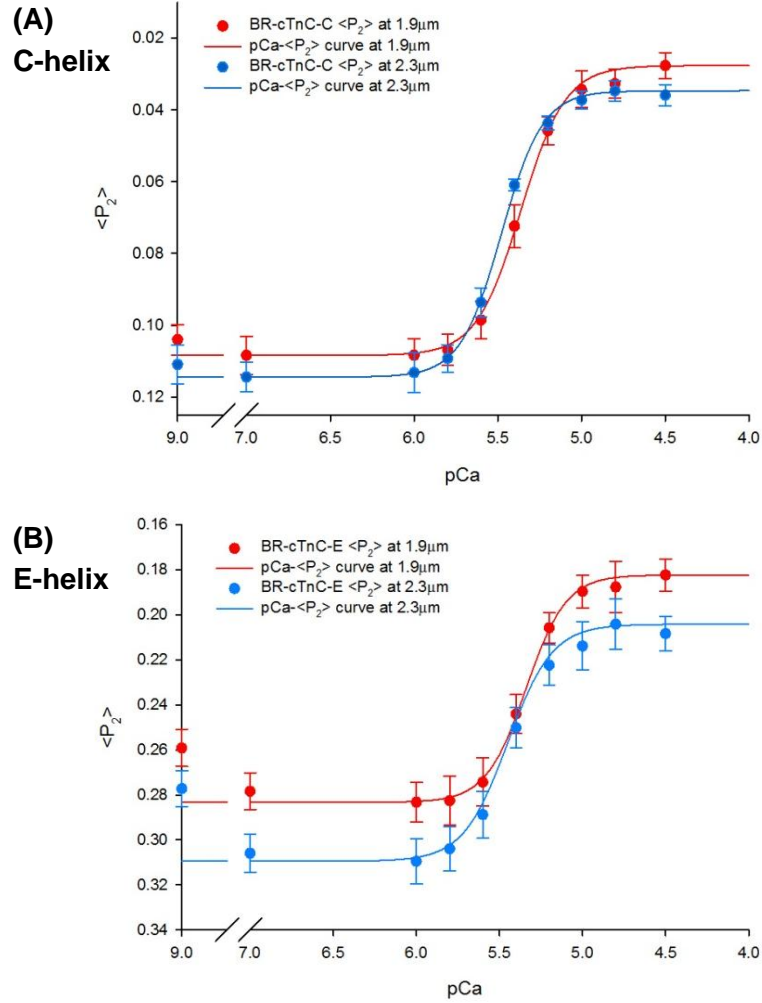 (A)
C-helix
BR-cTnC-C <P2> at 1.9μm
pCa-<P2> curve at 1.9μm
BR-cTnC-C <P2> at 2.3μm
pCa-<P2> curve at 2.3μm
0.02
0.04
0.06
0.08
0.10
0.12
<P2>
9.0 7.0 6.5 6.0 5.5 5.0 4.5 4.0
pCa
(B)
E-helix
BR-cTnC-E <P2> at 1.9μm
pCa-<P2> curve at 1.9μm
BR-cTnC-E <P2> at 2.3μm
pCa-<P2> curve at 2.3μm
0.16
0.18
0.20
0.22
0.24
0.26
0.28
0.30
0.32
0.34
<P2>
9.0 7.0 6.5 6.0 5.5 5.0 4.5 4.0
pCa